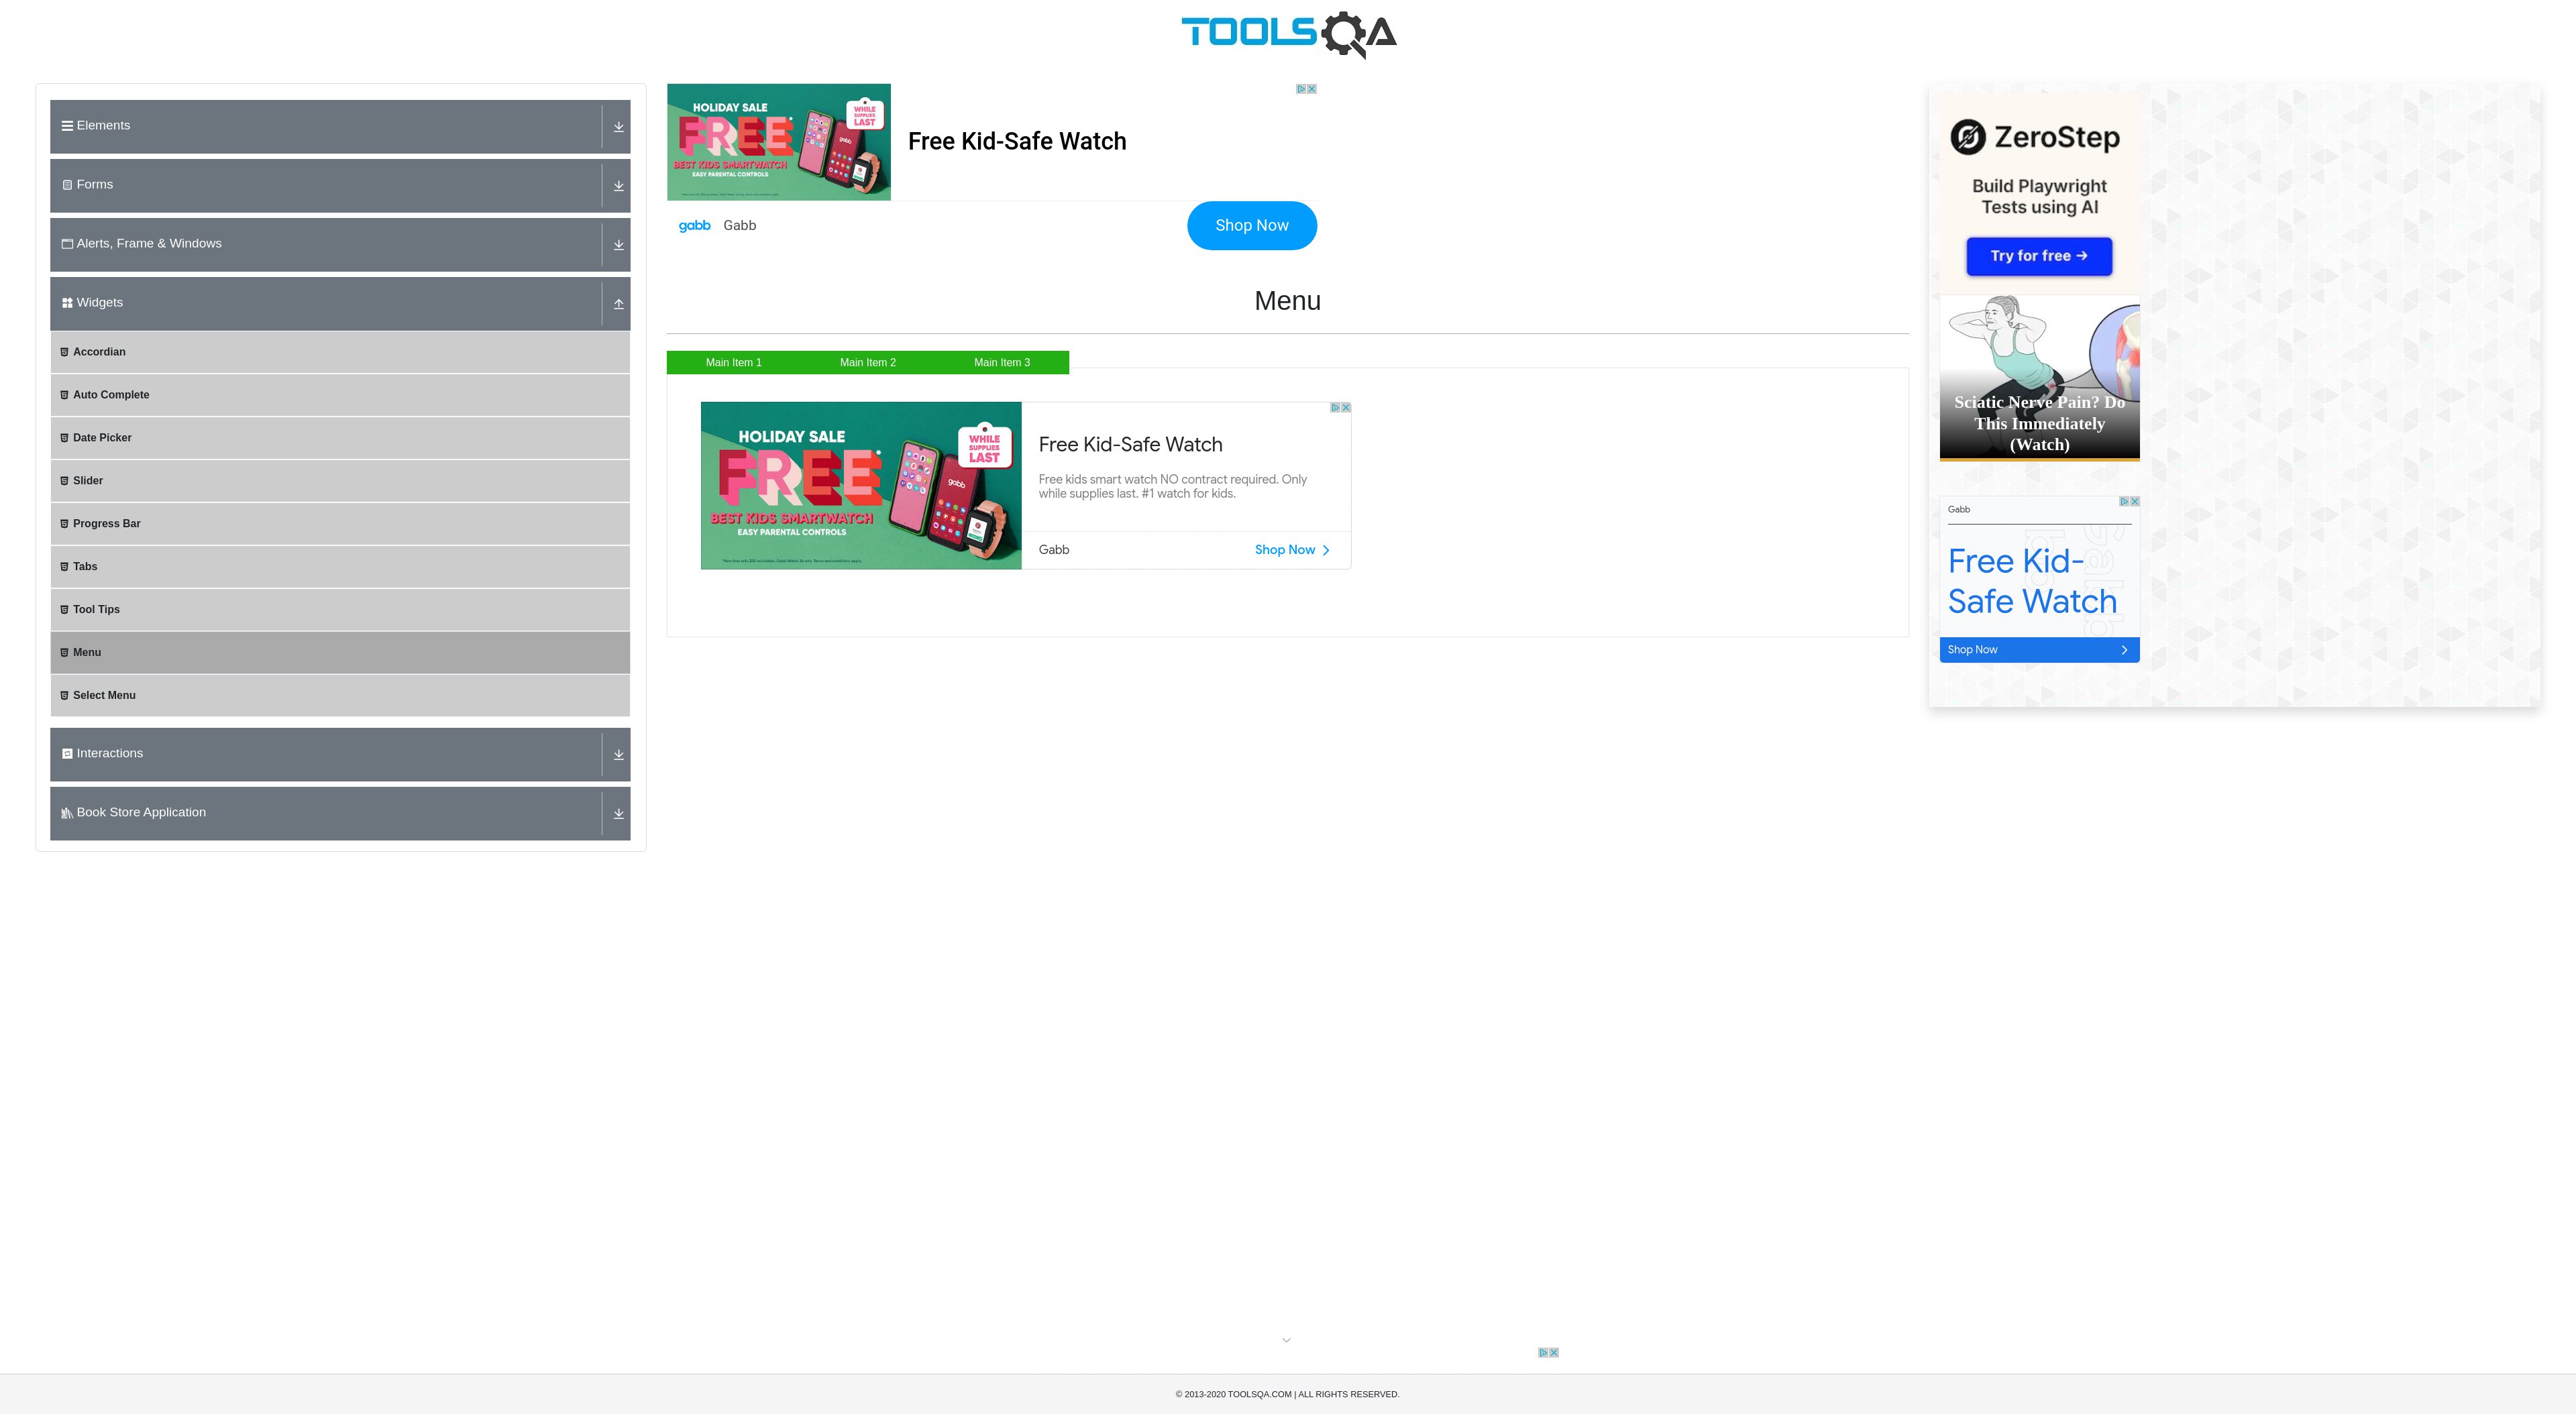 TOOLSQA
Elements
Forms
Alerts, Frame & Windows
Widgets
Accordian
Auto Complete
Date Picker
Slider
Progress Bar
Tabs
Tool Tips
Menu
Select Menu
Interactions
Book Store Application
HOLIDAY SALE
FREE
BEST KIDS SMARTWATCH
EASY PARENTAL CONTROLS
WHILE
SUPPLIES
LAST
gabb
Free Kid-Safe Watch
gabb
Gabb
Shop Now
Menu
Main Item 1
Main Item 2
Main Item 3
HOLIDAY SALE
FREE
BEST KIDS SMARTWATCH
EASY PARENTAL CONTROLS
WHILE
SUPPLIES
LAST
gabb
Free Kid-Safe Watch
Free kids smart watch NO contract required. Only
while supplies last. #1 watch for kids.
Gabb
Shop Now
ZeroStep
Build Playwright
Tests using AI
Try for free →
Sciatic Nerve Pain? Do
This Immediately
(Watch)
Gabb
Free Kid-
Safe Watch
Shop Now
© 2013-2020 TOOLSQA.COM | ALL RIGHTS RESERVED.